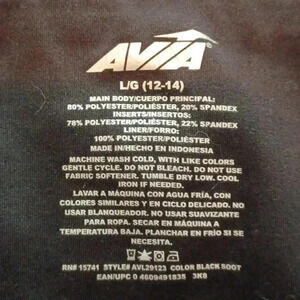 AVIA
L/G (12-14)
MAIN BODY/CUERPO PRINCIPAL:
80% POLYESTER/POLIÉSTER, 20% SPANDEX
INSERTS/INSERTOS:
78% POLYESTER/POLIÉSTER, 22% SPANDEX
LINER/FORRO:
100% POLYESTER/POLIÉSTER
MADE IN/HECHO EN INDONESIA
MACHINE WASH COLD, WITH LIKE COLORS
GENTLE CYCLE. DO NOT BLEACH. DO NOT USE
FABRIC SOFTENER. TUMBLE DRY LOW. COOL
IRON IF NEEDED.
LAVAR A MÁQUINA CON AGUA FRÍA, CON
COLORES SIMILARES Y EN CICLO DELICADO. NO
USAR BLANQUEADOR. NO USAR SUAVIZANTE
PARA ROPA. SECAR EN MÁQUINA A
TEMPERATURA BAJA. PLANCHAR EN FRÍO SI SE
NECESITA.
RN# 15741 STYLE# AVL29123 COLOR BLACK SOOT
EAN/UPC 0 4609491835 3K8